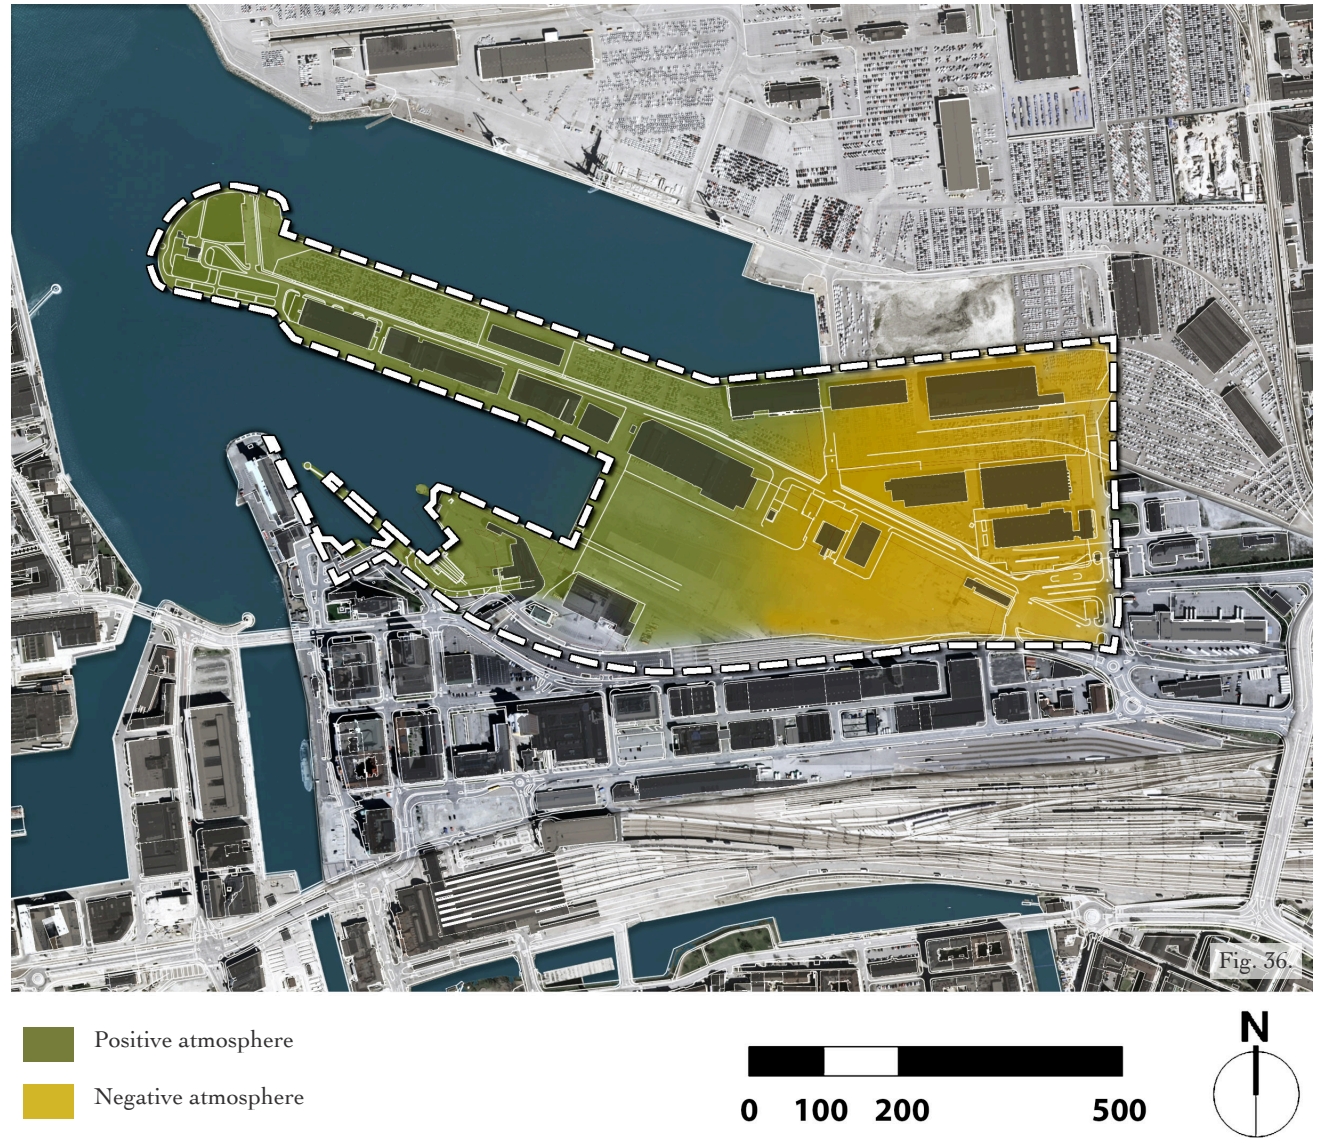 Fig. 36.
Positive atmosphere
Negative atmosphere
0 100 200 500
N